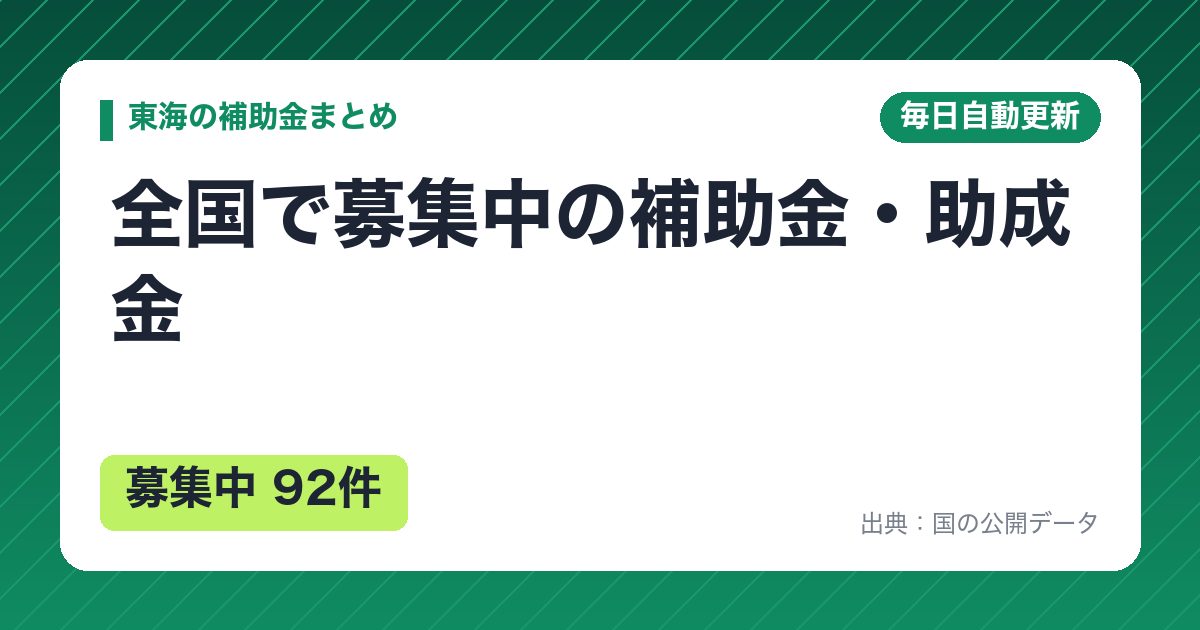 東海の補助金まとめ
毎日自動更新
全国で募集中の補助金・助成
金
募集中 92件
出典：国の公開データ